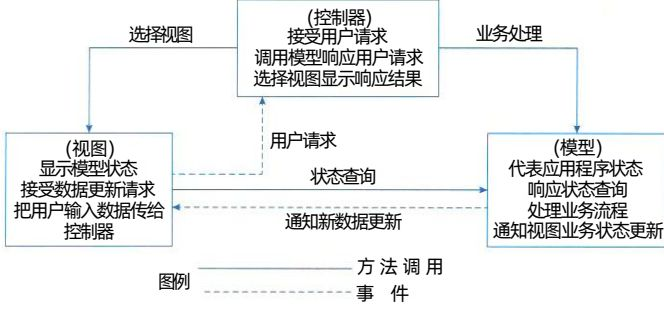 (控制器)
接受用户请求
调用模型响应用户请求
选择视图显示响应结果
选择视图
业务处理
用户请求
(视图)
显示模型状态
接受数据更新请求
把用户输入数据传给
控制器
状态查询
通知新数据更新
(模型)
代表应用程序状态
响应状态查询
处理业务流程
通知视图业务状态更新
图例
方法调用
事 件